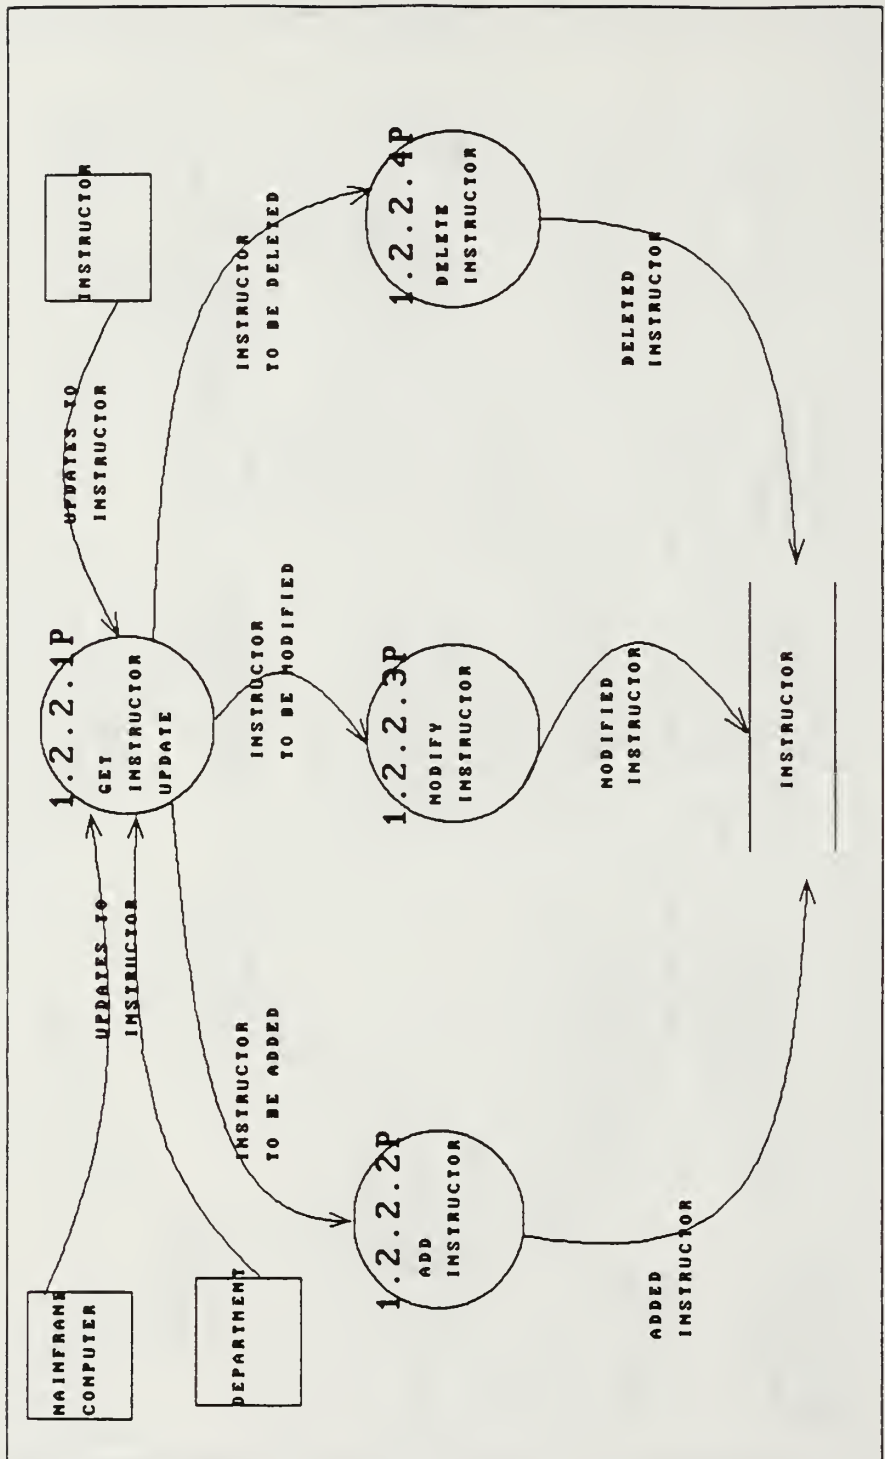 MAINFRAME
COMPUTER
DEPARTMENT
UPDATES TO
INSTRUCTOR
1.2.2.1P
GET
INSTRUCTOR
UPDATE
UPDATES TO
INSTRUCTOR
INSTRUCTOR
INSTRUCTOR
TO BE ADDED
INSTRUCTOR
TO BE MODIFIED
INSTRUCTOR
TO BE DELETED
1.2.2.2P
ADD
INSTRUCTOR
1.2.2.3P
MODIFY
INSTRUCTOR
1.2.2.4P
DELETE
INSTRUCTOR
ADDED
INSTRUCTOR
MODIFIED
INSTRUCTOR
DELETED
INSTRUCTOR
INSTRUCTOR